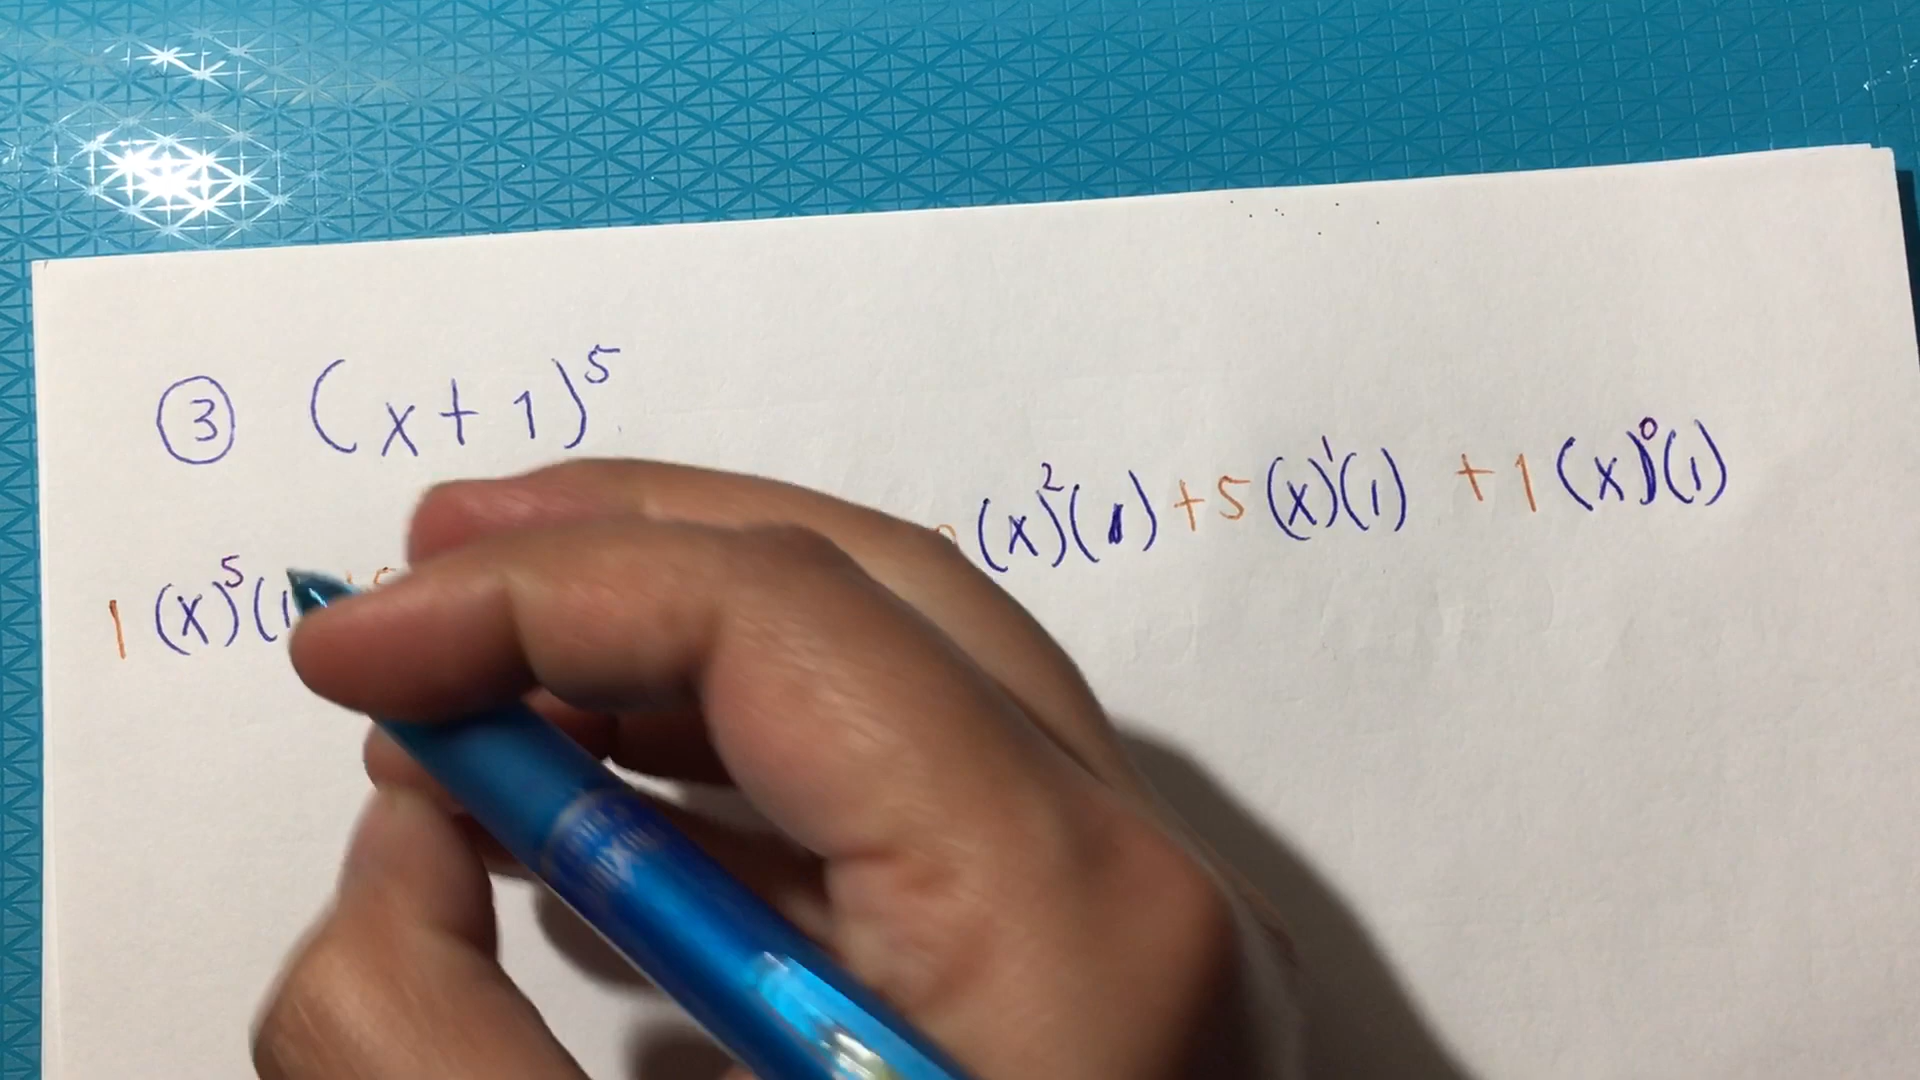 ③ (x+1)⁵
1 (x)⁵(1 (x)²(1)+5(x)¹(1) +1(x)⁰(1)